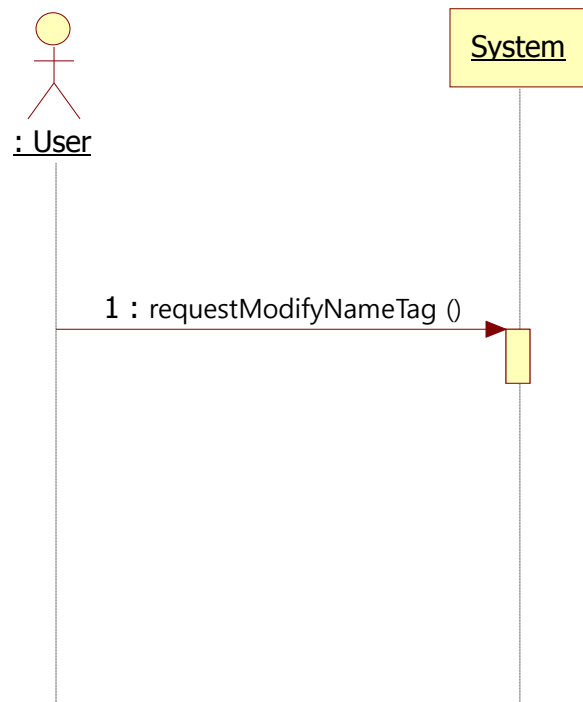 System
: User
1 : requestModifyNameTag ()